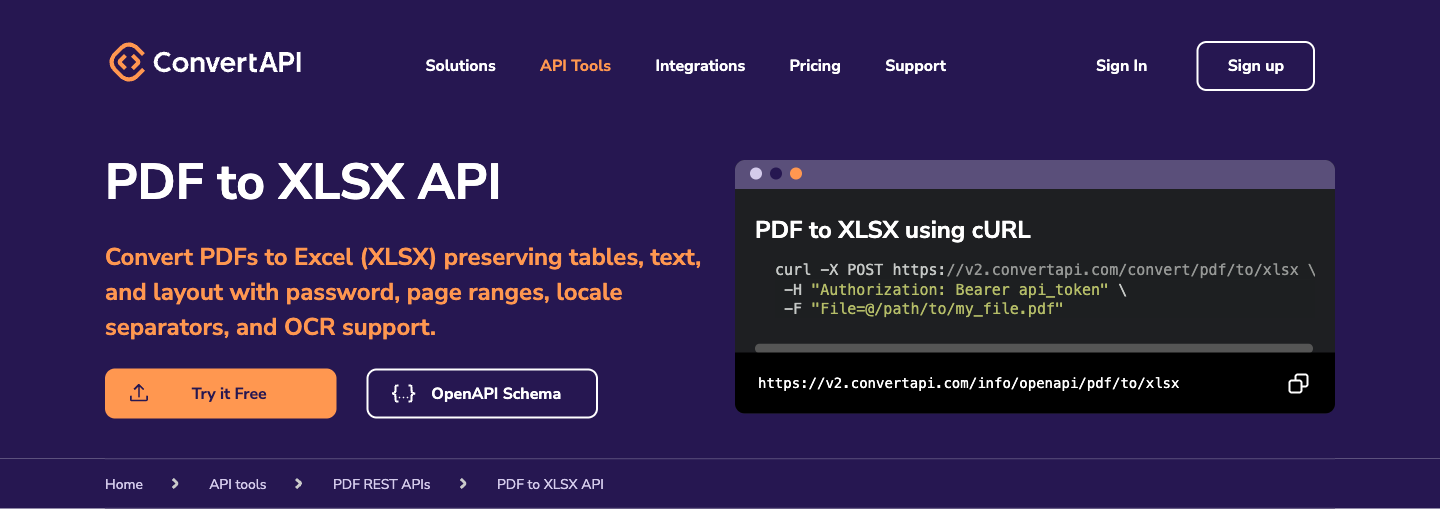 ConvertAPI
Solutions
API Tools
Integrations
Pricing
Support
Sign In
Sign up
PDF to XLSX API
Convert PDFs to Excel (XLSX) preserving tables, text,
and layout with password, page ranges, locale
separators, and OCR support.
Try it Free
{...} OpenAPI Schema
PDF to XLSX using cURL
curl -X POST https://v2.convertapi.com/convert/pdf/to/xlsx \
-H "Authorization: Bearer api_token" \
-F "File=@/path/to/my_file.pdf"
https://v2.convertapi.com/info/openapi/pdf/to/xlsx
Home > API tools > PDF REST APIs > PDF to XLSX API